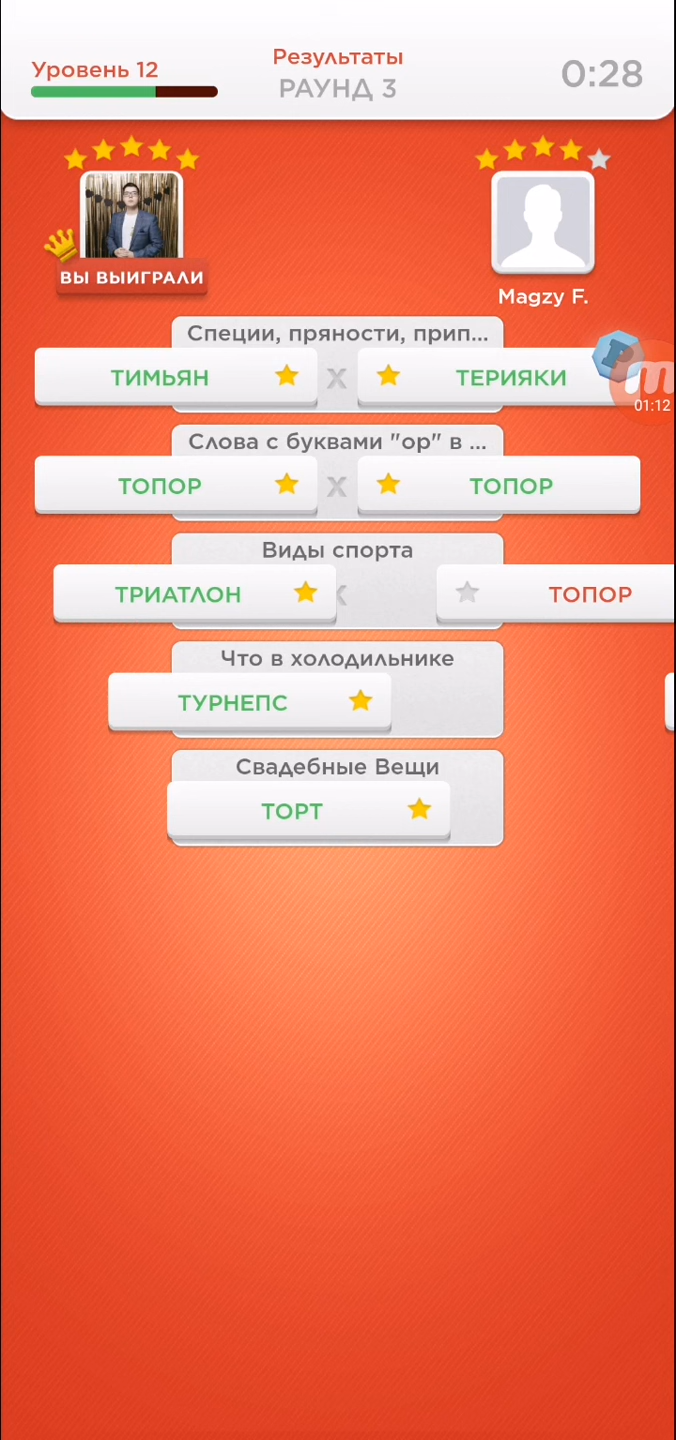 Уровень 12
Результаты
РАУНД 3
0:28
ВЫ ВЫИГРАЛИ
Magzy F.
Специи, пряности, прип...
ТИМЬЯН
X
ТЕРИЯКИ
01:12
Слова с буквами "ор" в ...
ТОПОР
X
ТОПОР
Виды спорта
ТРИАТЛОН
ТОПОР
Что в холодильнике
ТУРНЕПС
Свадебные Вещи
ТОРТ